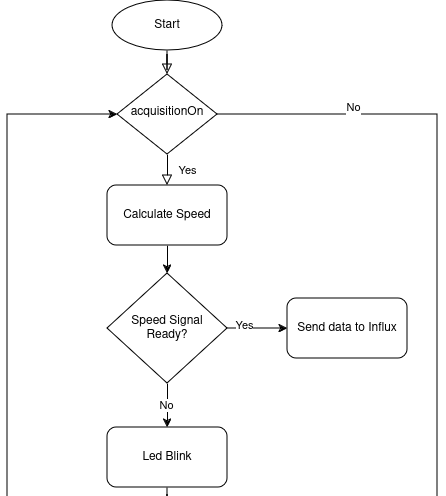 Start
acquisitionOn
No
Yes
Calculate Speed
Speed Signal
Ready?
Yes
Send data to Influx
No
Led Blink